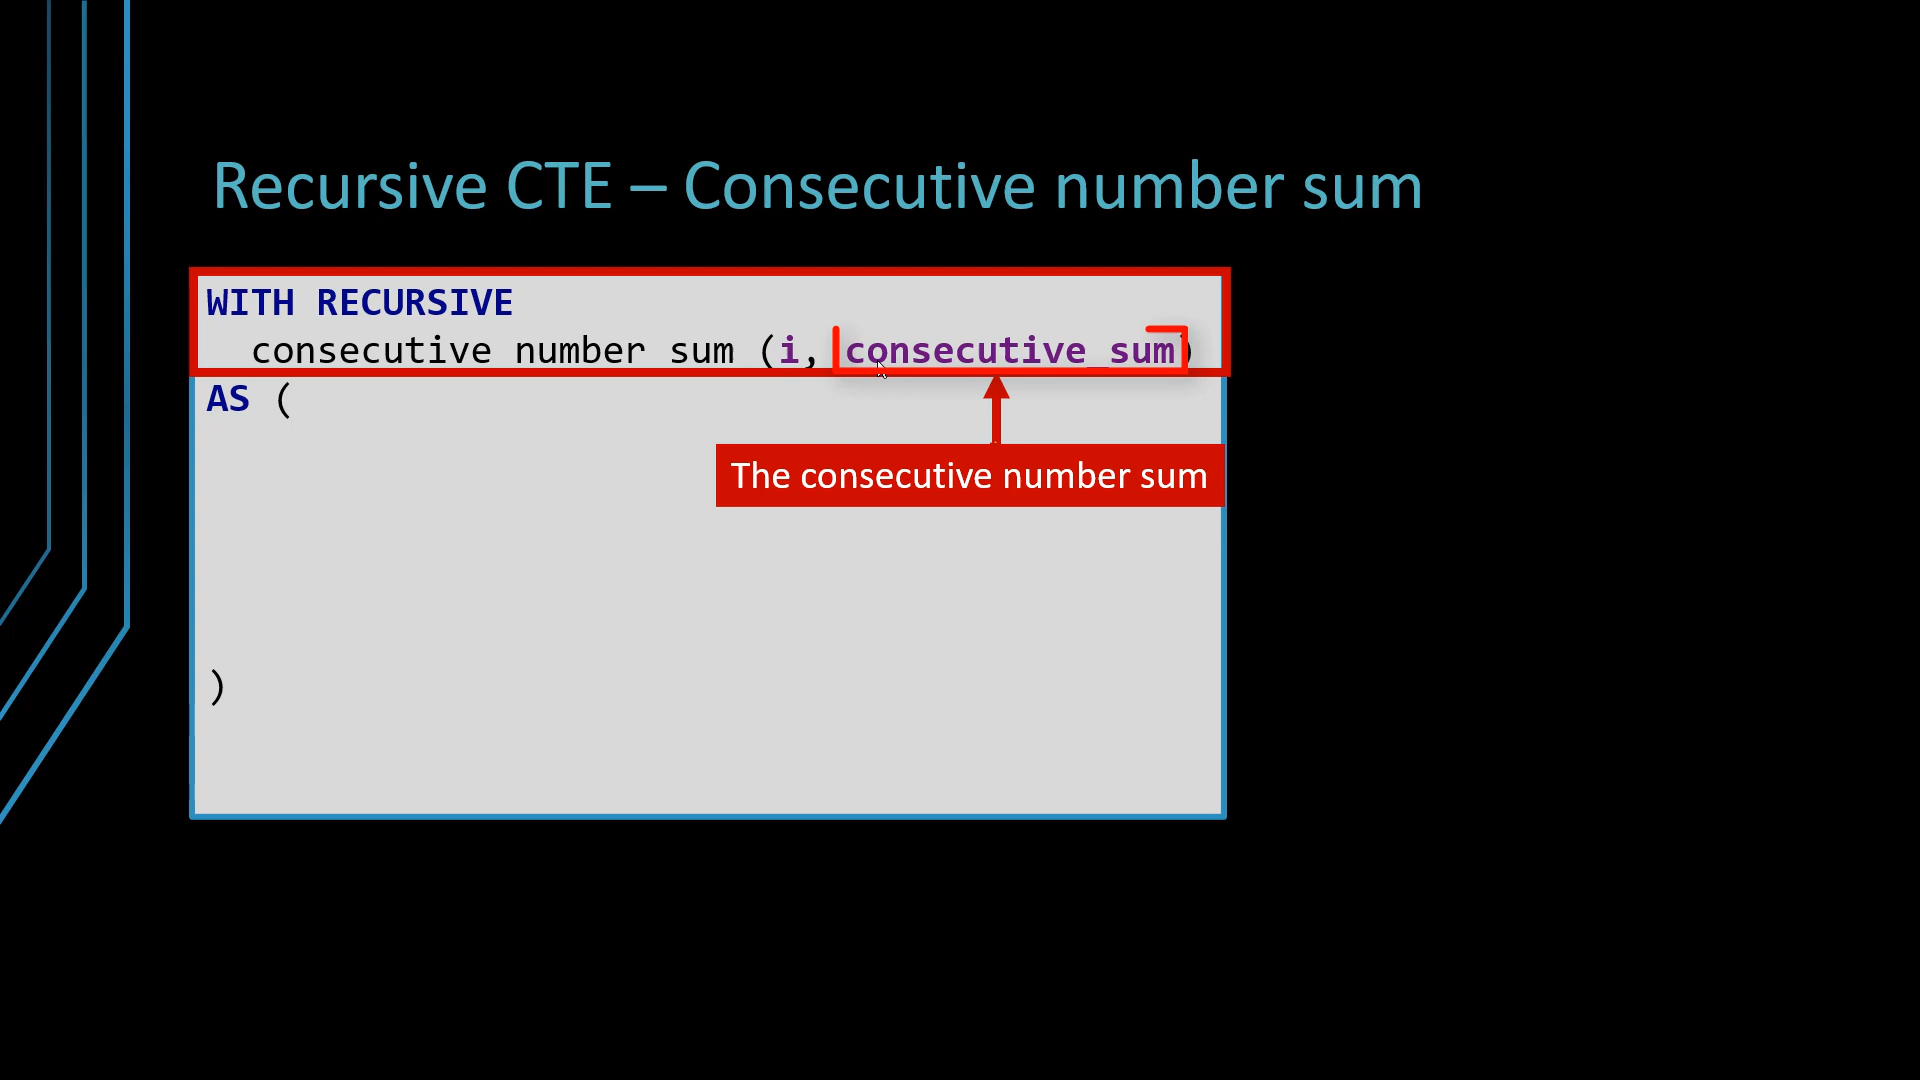 Recursive CTE – Consecutive number sum
WITH RECURSIVE
consecutive number sum (i, consecutive_sum)
AS (
The consecutive number sum
)